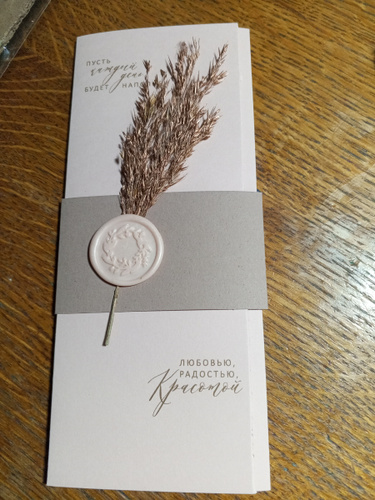 ПУСТЬ
каждый
день
БУДЕТ
ЛЮБОВЬЮ,
РАДОСТЬЮ,
Красотой